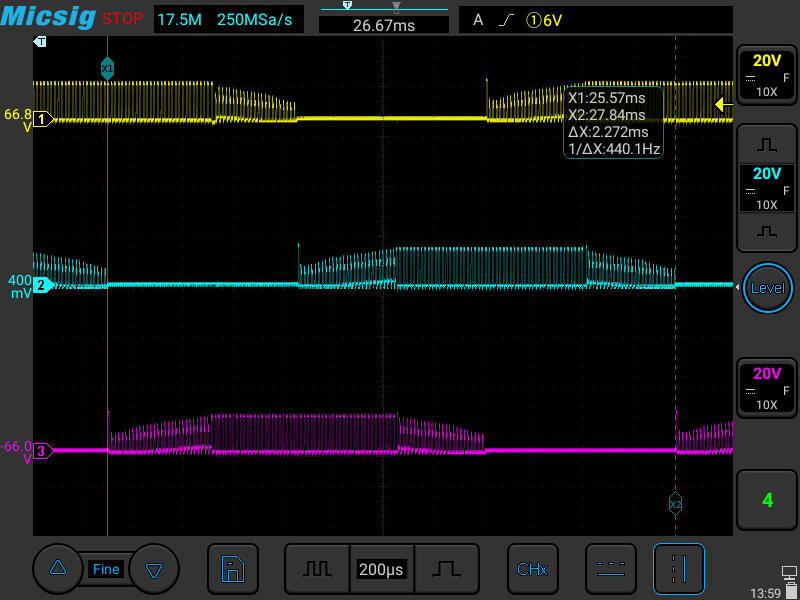 Micsig STOP 17.5M 250MSa/s T 26.67ms A ①6V
T
X1
20V
F
10X
66.8
V
1
X1:25.57ms
X2:27.84ms
ΔX:2.272ms
1/ΔX:440.1Hz
20V
F
10X
400
mV
2
Level
20V
F
10X
-66.0
V
3
X2
4
Fine
200µs
CHx
13:59